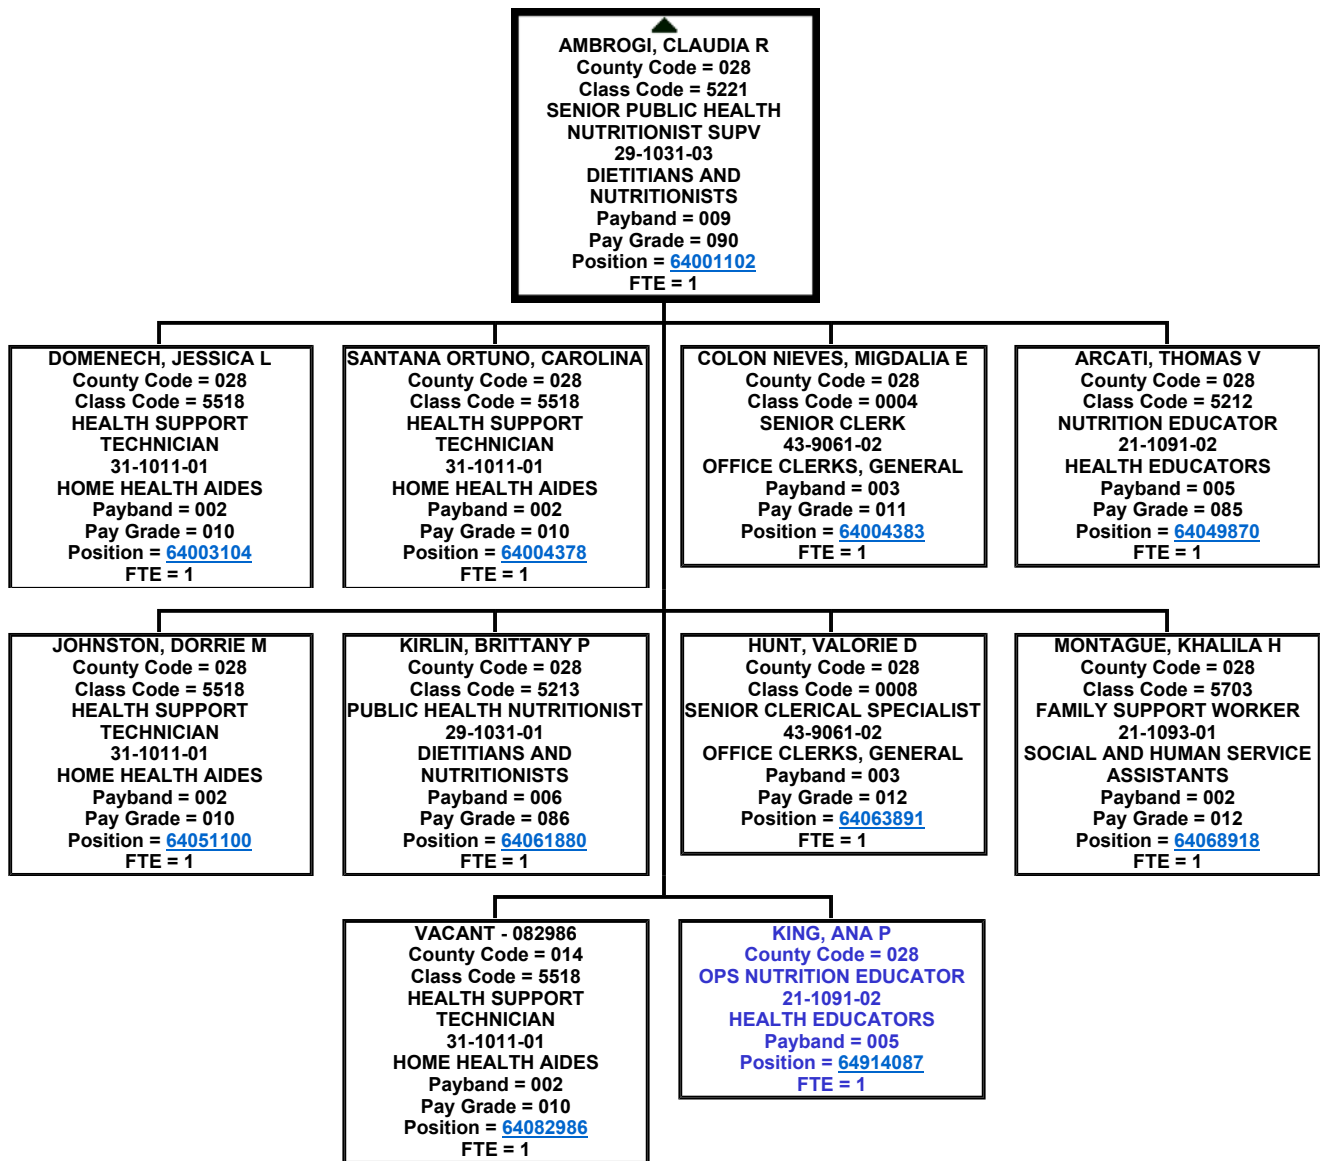 AMBROGI, CLAUDIA R
County Code = 028
Class Code = 5221
SENIOR PUBLIC HEALTH
NUTRITIONIST SUPV
29-1031-03
DIETITIANS AND
NUTRITIONISTS
Payband = 009
Pay Grade = 090
Position = 64001102
FTE = 1
DOMENECH, JESSICA L
County Code = 028
Class Code = 5518
HEALTH SUPPORT
TECHNICIAN
31-1011-01
HOME HEALTH AIDES
Payband = 002
Pay Grade = 010
Position = 64003104
FTE = 1
SANTANA ORTUNO, CAROLINA
County Code = 028
Class Code = 5518
HEALTH SUPPORT
TECHNICIAN
31-1011-01
HOME HEALTH AIDES
Payband = 002
Pay Grade = 010
Position = 64004378
FTE = 1
COLON NIEVES, MIGDALIA E
County Code = 028
Class Code = 0004
SENIOR CLERK
43-9061-02
OFFICE CLERKS, GENERAL
Payband = 003
Pay Grade = 011
Position = 64004383
FTE = 1
ARCATI, THOMAS V
County Code = 028
Class Code = 5212
NUTRITION EDUCATOR
21-1091-02
HEALTH EDUCATORS
Payband = 005
Pay Grade = 085
Position = 64049870
FTE = 1
JOHNSTON, DORRIE M
County Code = 028
Class Code = 5518
HEALTH SUPPORT
TECHNICIAN
31-1011-01
HOME HEALTH AIDES
Payband = 002
Pay Grade = 010
Position = 64051100
FTE = 1
KIRLIN, BRITTANY P
County Code = 028
Class Code = 5213
PUBLIC HEALTH NUTRITIONIST
29-1031-01
DIETITIANS AND
NUTRITIONISTS
Payband = 006
Pay Grade = 086
Position = 64061880
FTE = 1
HUNT, VALORIE D
County Code = 028
Class Code = 0008
SENIOR CLERICAL SPECIALIST
43-9061-02
OFFICE CLERKS, GENERAL
Payband = 003
Pay Grade = 012
Position = 64063891
FTE = 1
MONTAGUE, KHALILA H
County Code = 028
Class Code = 5703
FAMILY SUPPORT WORKER
21-1093-01
SOCIAL AND HUMAN SERVICE
ASSISTANTS
Payband = 002
Pay Grade = 012
Position = 64068918
FTE = 1
VACANT - 082986
County Code = 014
Class Code = 5518
HEALTH SUPPORT
TECHNICIAN
31-1011-01
HOME HEALTH AIDES
Payband = 002
Pay Grade = 010
Position = 64082986
FTE = 1
KING, ANA P
County Code = 028
OPS NUTRITION EDUCATOR
21-1091-02
HEALTH EDUCATORS
Payband = 005
Position = 64914087
FTE = 1